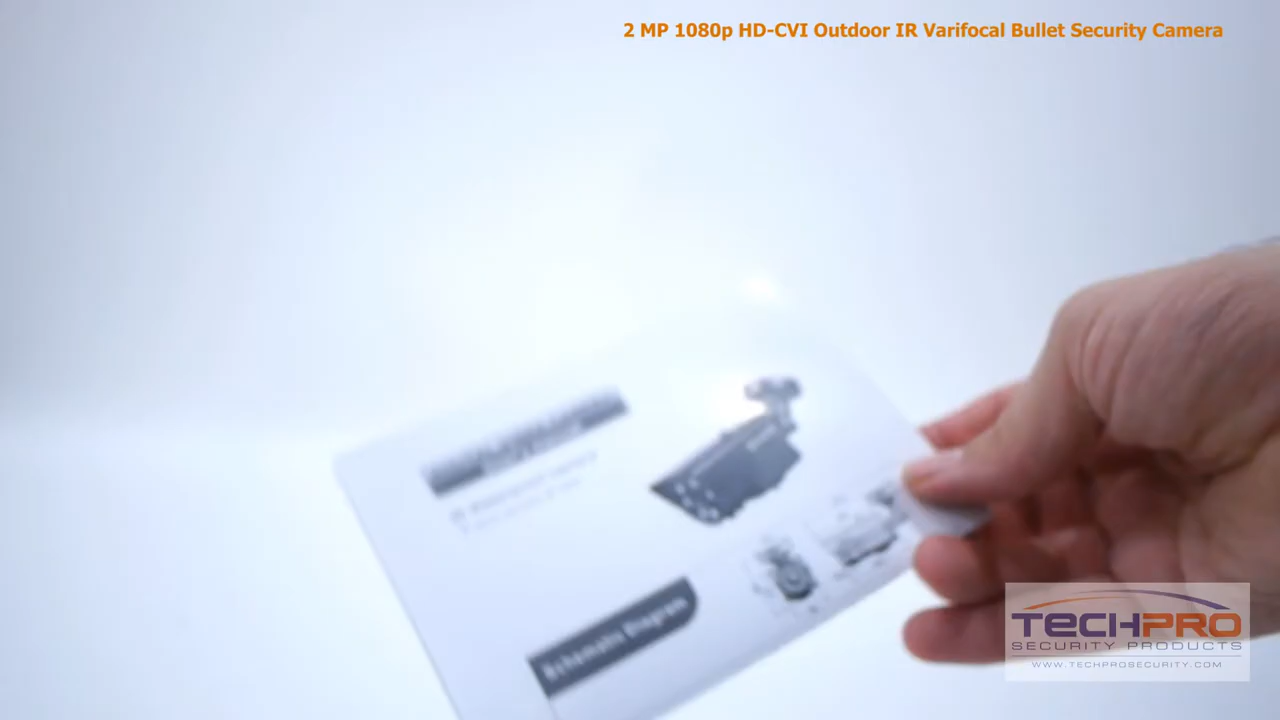 2 MP 1080p HD-CVI Outdoor IR Varifocal Bullet Security Camera
Schematic Diagram
TECHPRO
SECURITY PRODUCTS
WWW.TECHPROSECURITY.COM